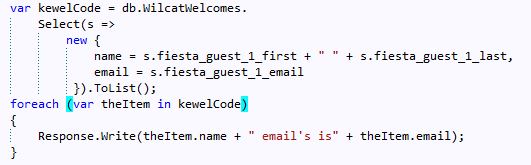 var kewelCode = db.WilcatWelcomes.
Select(s =>
new {
name = s.fiesta_guest_1_first + " " + s.fiesta_guest_1_last,
email = s.fiesta_guest_1_email
}).ToList();
foreach (var theItem in kewelCode)
{
Response.Write(theItem.name + " email's is" + theItem.email);
}